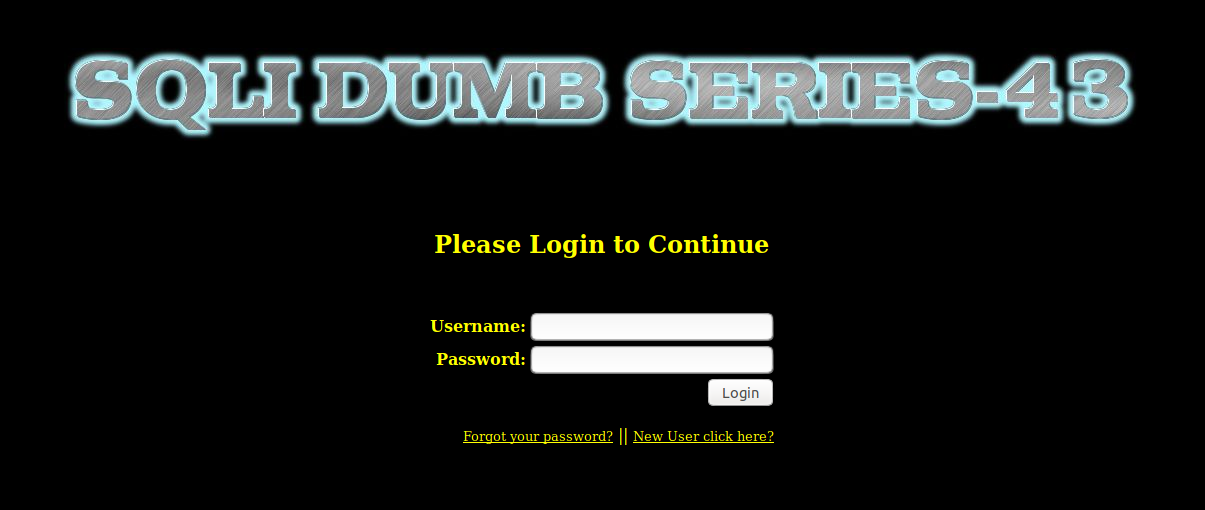 SQLI DUMB SERIES-43
Please Login to Continue
Username:
Password:
Login
Forgot your password? || New User click here?